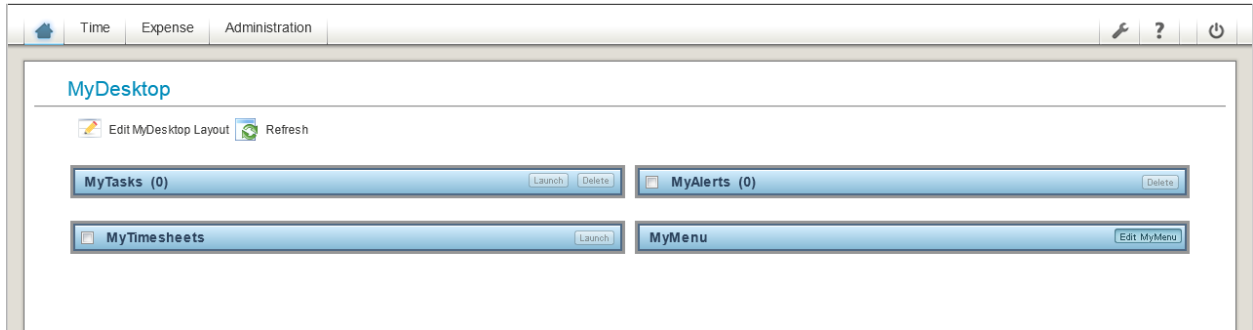 Time Expense Administration ?
MyDesktop
Edit MyDesktop Layout Refresh
MyTasks (0) Launch Delete
MyAlerts (0) Delete
MyTimesheets Launch
MyMenu Edit MyMenu